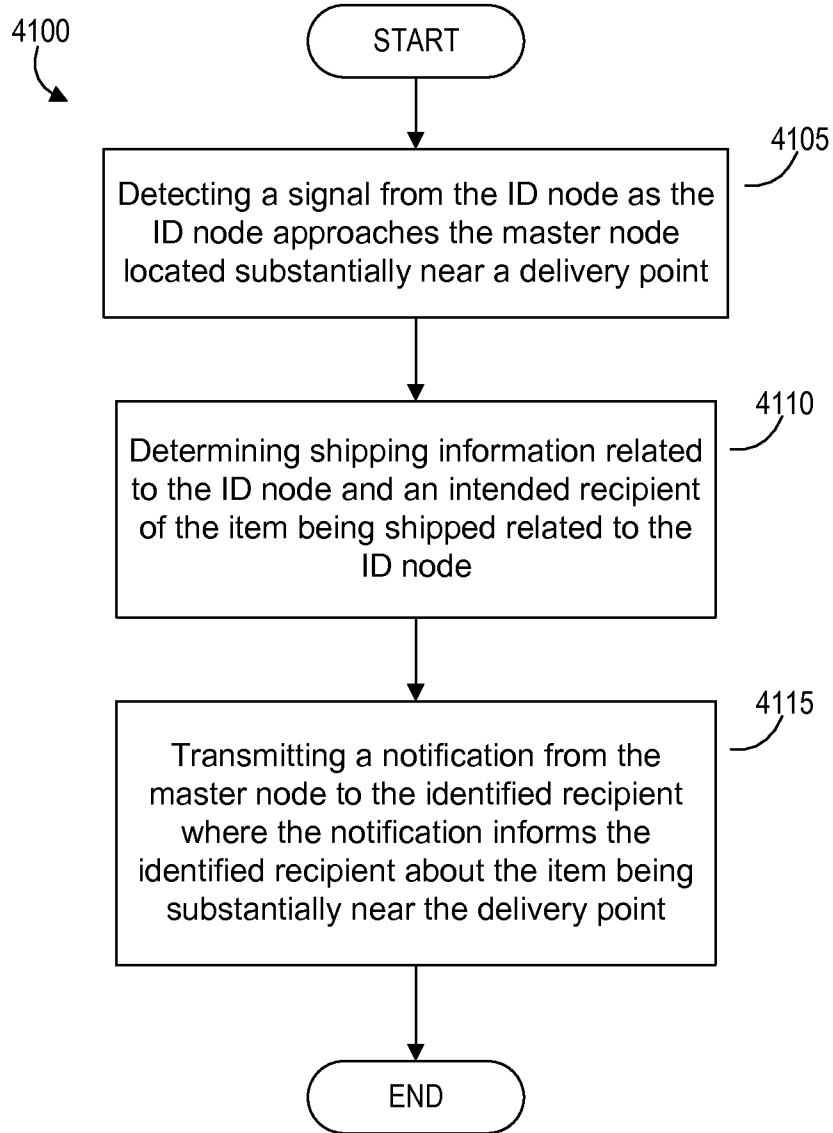 4100
START
4105
Detecting a signal from the ID node as the
ID node approaches the master node
located substantially near a delivery point
4110
Determining shipping information related
to the ID node and an intended recipient
of the item being shipped related to the
ID node
4115
Transmitting a notification from the
master node to the identified recipient
where the notification informs the
identified recipient about the item being
substantially near the delivery point
END